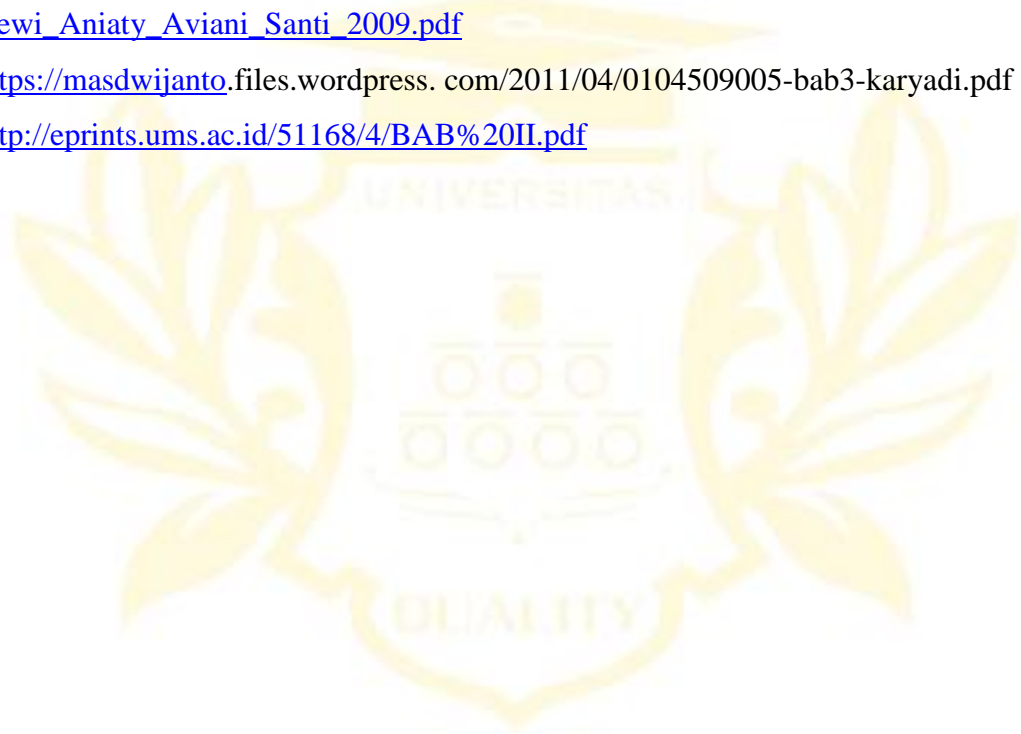 ewi_Aniaty_Aviani_Santi_2009.pdf
tps://masdwijanto.files.wordpress. com/2011/04/0104509005-bab3-karyadi.pdf
tp://eprints.ums.ac.id/51168/4/BAB%20II.pdf
UNIVERSITAS
QUALITY